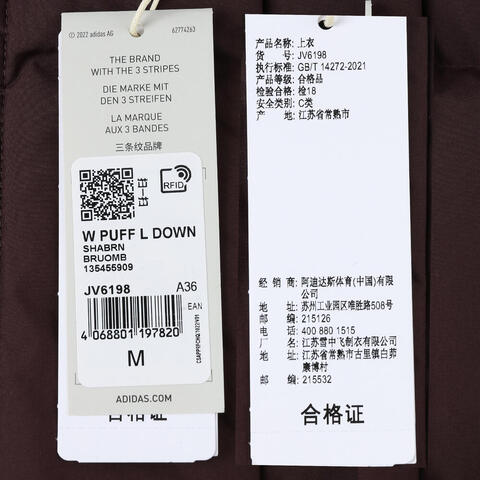 © 2022 adidas AG 62774263
THE BRAND
WITH THE 3 STRIPES
DIE MARKE MIT
DEN 3 STREIFEN
LA MARQUE
AUX 3 BANDES
三条纹品牌
扫一扫
RFID
W PUFF L DOWN
SHABRN
BRUOMB
135455909
JV6198 A36
EAN
4 068801 197820
M
ADIDAS.COM
合格证
产品名称: 上衣
货 号: JV6198
执行标准: GB/T 14272-2021
产品等级: 合格品
检验合格: 检18
安全类别: C类
产 地: 江苏省常熟市
经 销 商: 阿迪达斯体育(中国)有限
公司
地 址: 苏州工业园区唯胜路508号
邮 编: 215126
电 话: 400 880 1515
厂 名: 江苏雪中飞制衣有限公司
地 址: 江苏省常熟市古里镇白茆
康博村
邮 编: 215532
合格证